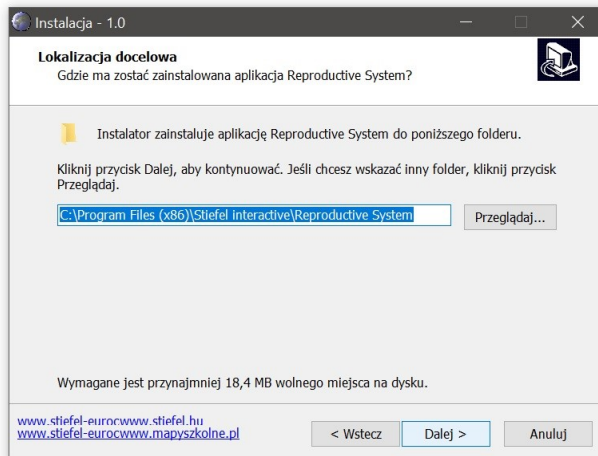 Instalacja - 1.0
Lokalizacja docelowa
Gdzie ma zostać zainstalowana aplikacja Reproductive System?
Instalator zainstaluje aplikację Reproductive System do poniższego folderu.
Kliknij przycisk Dalej, aby kontynuować. Jeśli chcesz wskazać inny folder, kliknij przycisk
Przeglądaj.
C:\Program Files (x86)\Stiefel interactive\Reproductive System
Przeglądaj...
Wymagane jest przynajmniej 18,4 MB wolnego miejsca na dysku.
www.stiefel-eurocwww.stiefel.hu
www.stiefel-eurocwww.mapyszkolne.pl
< Wstecz
Dalej >
Anuluj